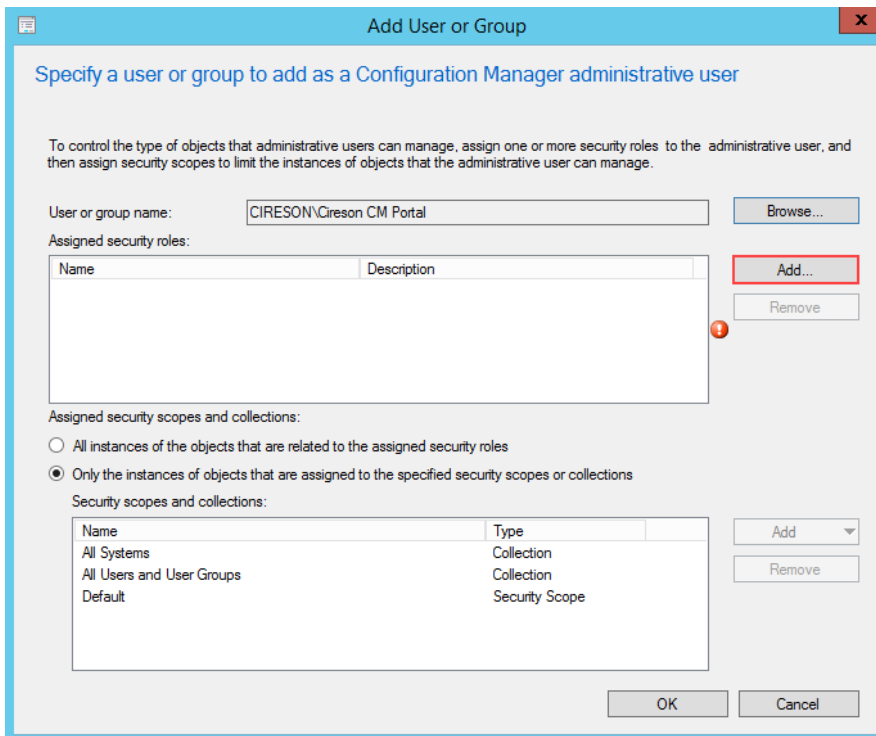 Add User or Group
x
Specify a user or group to add as a Configuration Manager administrative user
To control the type of objects that administrative users can manage, assign one or more security roles to the administrative user, and
then assign security scopes to limit the instances of objects that the administrative user can manage.
User or group name: CIRESON\Cireson CM Portal Browse...
Assigned security roles:
Name Description Add...
Remove
!
Assigned security scopes and collections:
All instances of the objects that are related to the assigned security roles
Only the instances of objects that are assigned to the specified security scopes or collections
Security scopes and collections:
Name Type Add
All Systems Collection
All Users and User Groups Collection Remove
Default Security Scope
OK Cancel